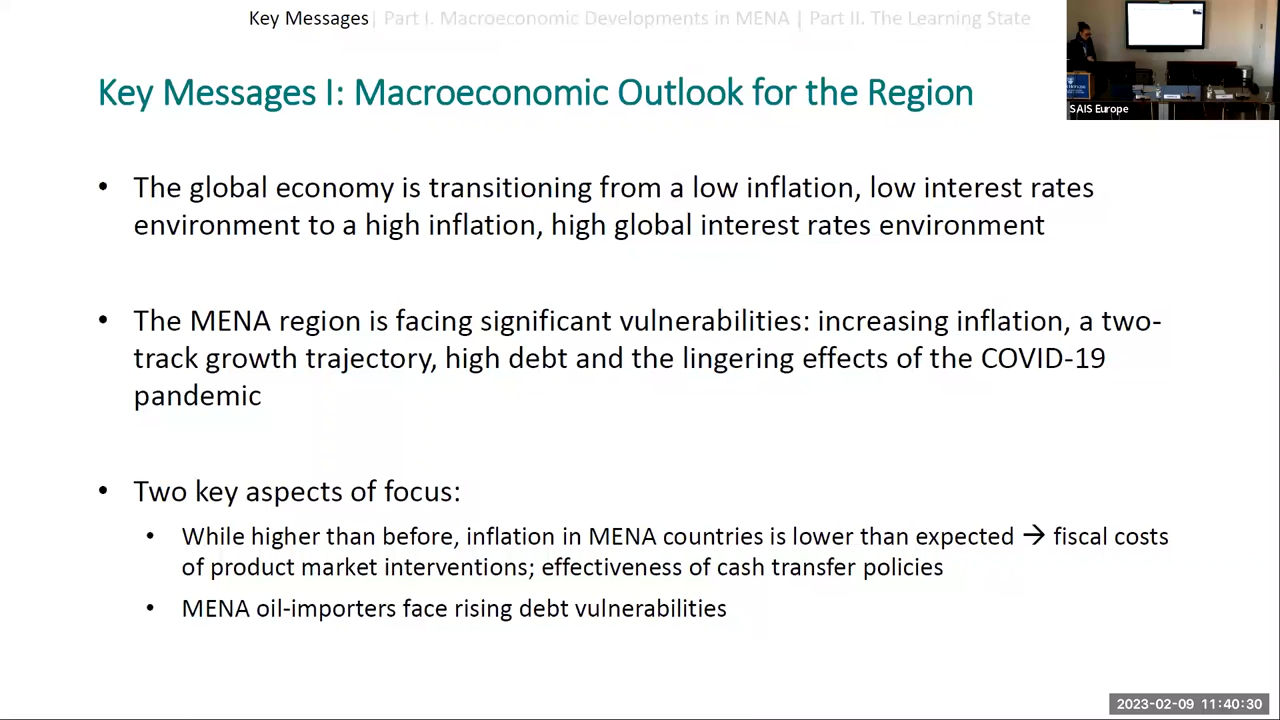 Key Messages | Part I. Macroeconomic Developments in MENA | Part II. The Learning State
Key Messages I: Macroeconomic Outlook for the Region
SAIS Europe
• The global economy is transitioning from a low inflation, low interest rates
environment to a high inflation, high global interest rates environment
• The MENA region is facing significant vulnerabilities: increasing inflation, a two-
track growth trajectory, high debt and the lingering effects of the COVID-19
pandemic
• Two key aspects of focus:
• While higher than before, inflation in MENA countries is lower than expected → fiscal costs
of product market interventions; effectiveness of cash transfer policies
• MENA oil-importers face rising debt vulnerabilities
2023-02-09 11:40:30